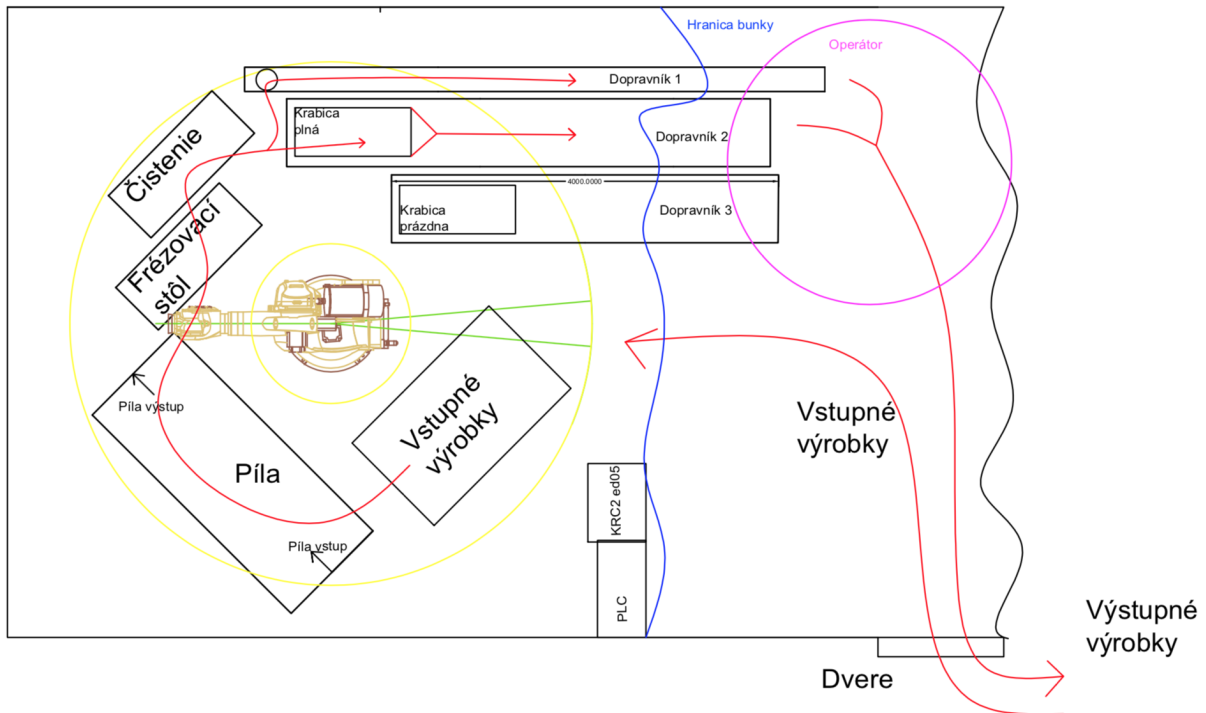 Hranica bunky
Operátor
Dopravník 1
Krabica
plná
Dopravník 2
Čistenie
4000.0000
Krabica
prázdna
Dopravník 3
Frézovací
stôl
Píla výstup
Vstupné
výrobky
Vstupné
výrobky
Píla
KRC2 ed05
Píla vstup
PLC
Výstupné
výrobky
Dvere